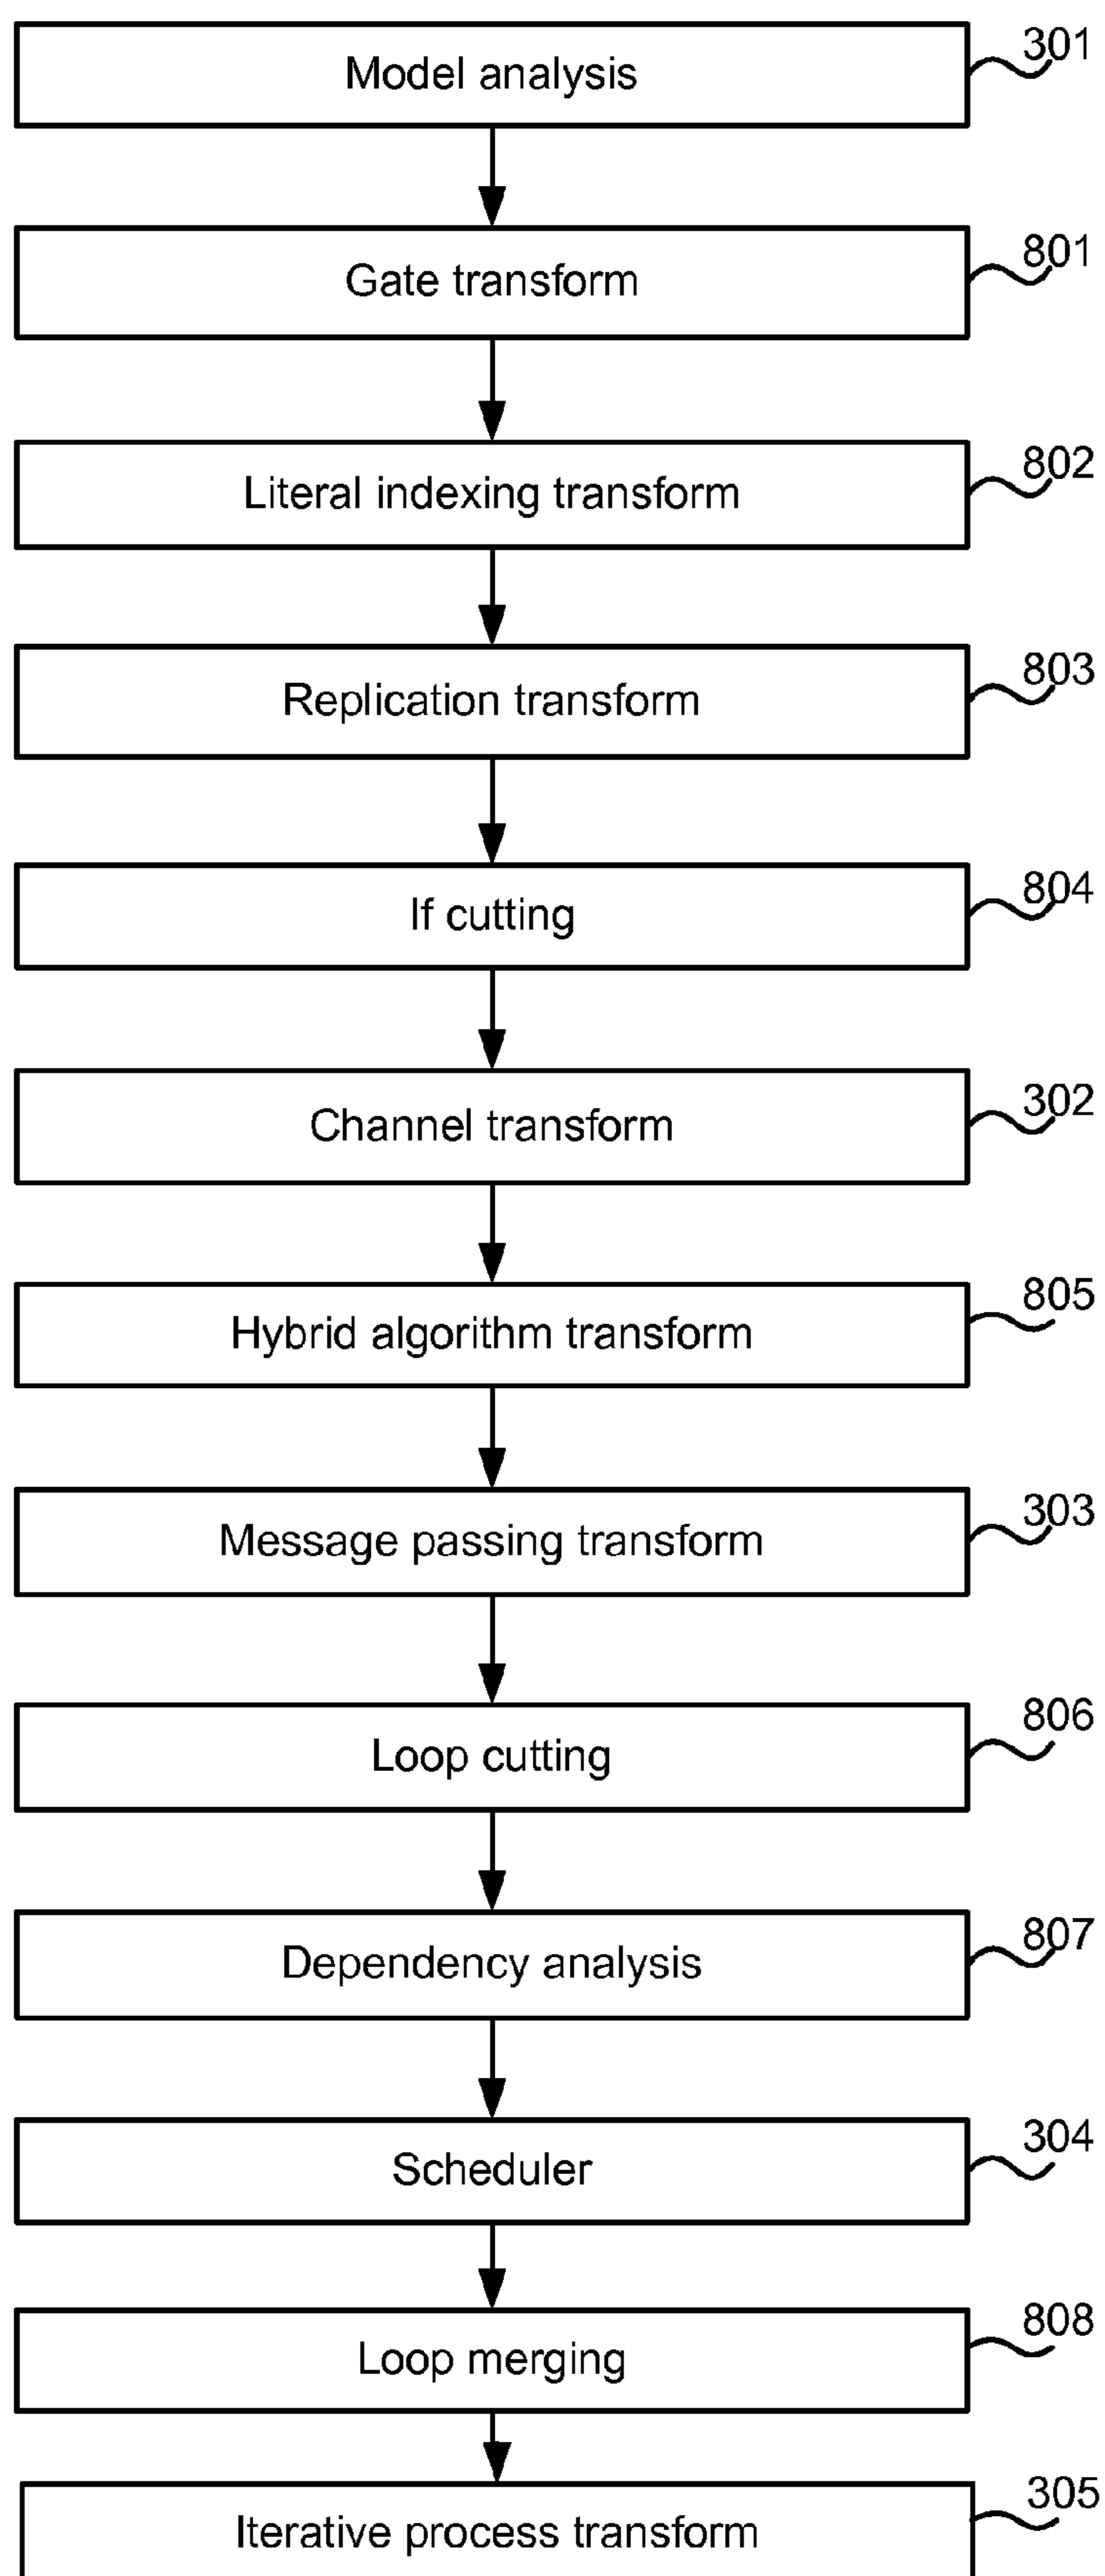 Model analysis 301
Gate transform 801
Literal indexing transform 802
Replication transform 803
If cutting 804
Channel transform 302
Hybrid algorithm transform 805
Message passing transform 303
Loop cutting 806
Dependency analysis 807
Scheduler 304
Loop merging 808
Iterative process transform 305